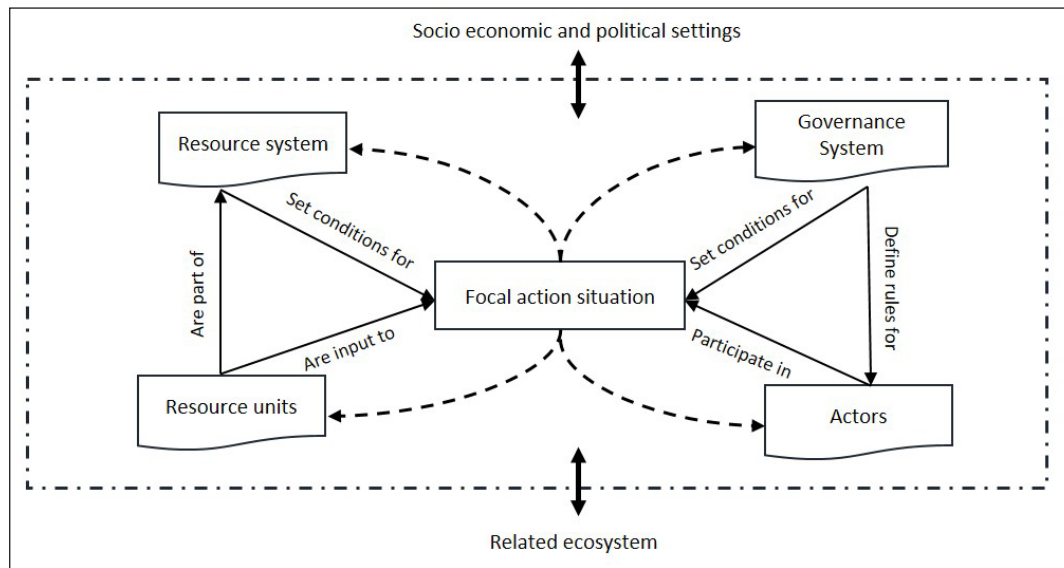 Socio economic and political settings
Resource system
Governance
System
Set conditions for
Set conditions for
Are part of
Focal action situation
Define rules for
Are input to
Participate in
Resource units
Actors
Related ecosystem